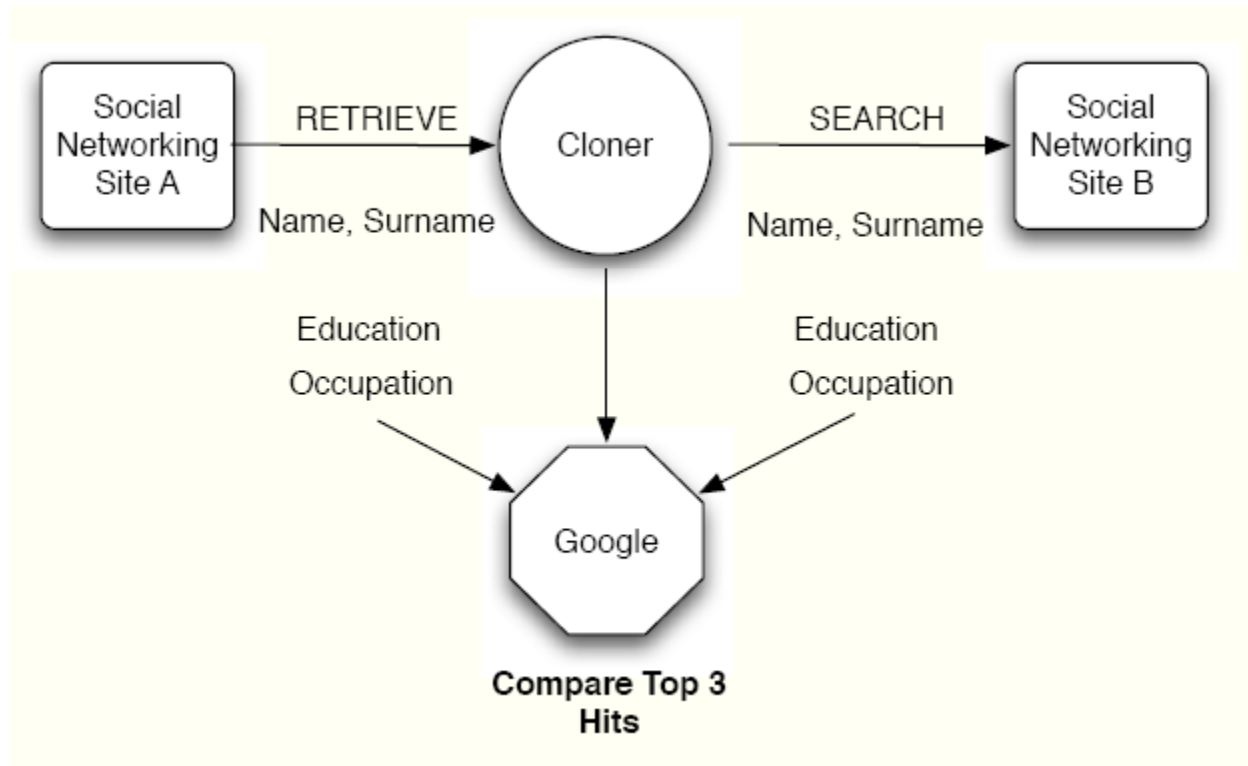 Social
Networking
Site A
RETRIEVE
Name, Surname
Cloner
SEARCH
Name, Surname
Social
Networking
Site B
Education
Occupation
Education
Occupation
Google
Compare Top 3
Hits